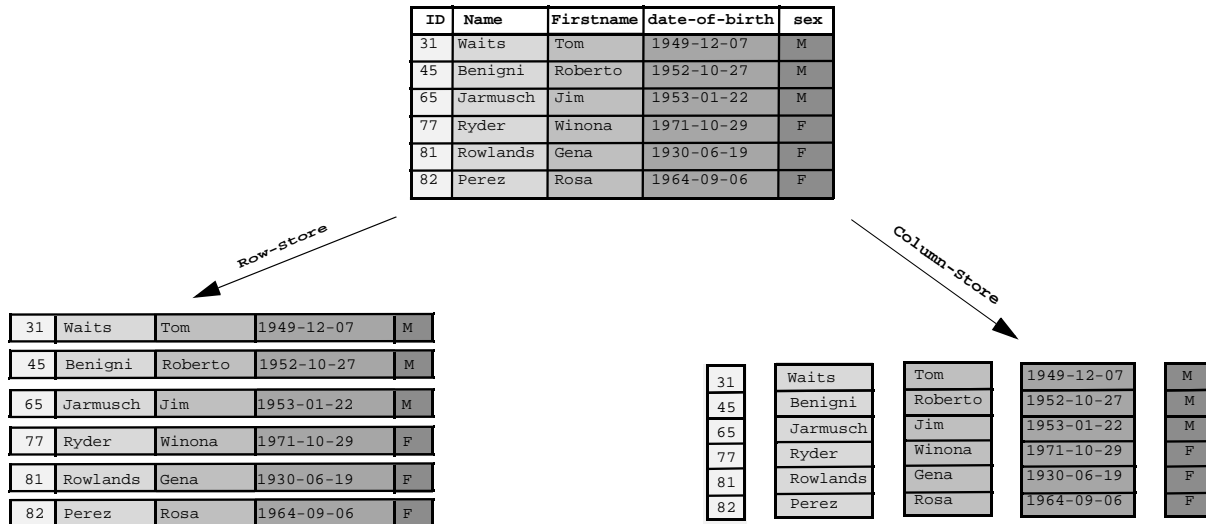 ID Name Firstname date-of-birth sex
31 Waits Tom 1949-12-07 M
45 Benigni Roberto 1952-10-27 M
65 Jarmusch Jim 1953-01-22 M
77 Ryder Winona 1971-10-29 F
81 Rowlands Gena 1930-06-19 F
82 Perez Rosa 1964-09-06 F
Row-store
Column-store
31 Waits Tom 1949-12-07 M
45 Benigni Roberto 1952-10-27 M
65 Jarmusch Jim 1953-01-22 M
77 Ryder Winona 1971-10-29 F
81 Rowlands Gena 1930-06-19 F
82 Perez Rosa 1964-09-06 F
31 Waits Tom 1949-12-07 M
45 Benigni Roberto 1952-10-27 M
65 Jarmusch Jim 1953-01-22 M
77 Ryder Winona 1971-10-29 F
81 Rowlands Gena 1930-06-19 F
82 Perez Rosa 1964-09-06 F